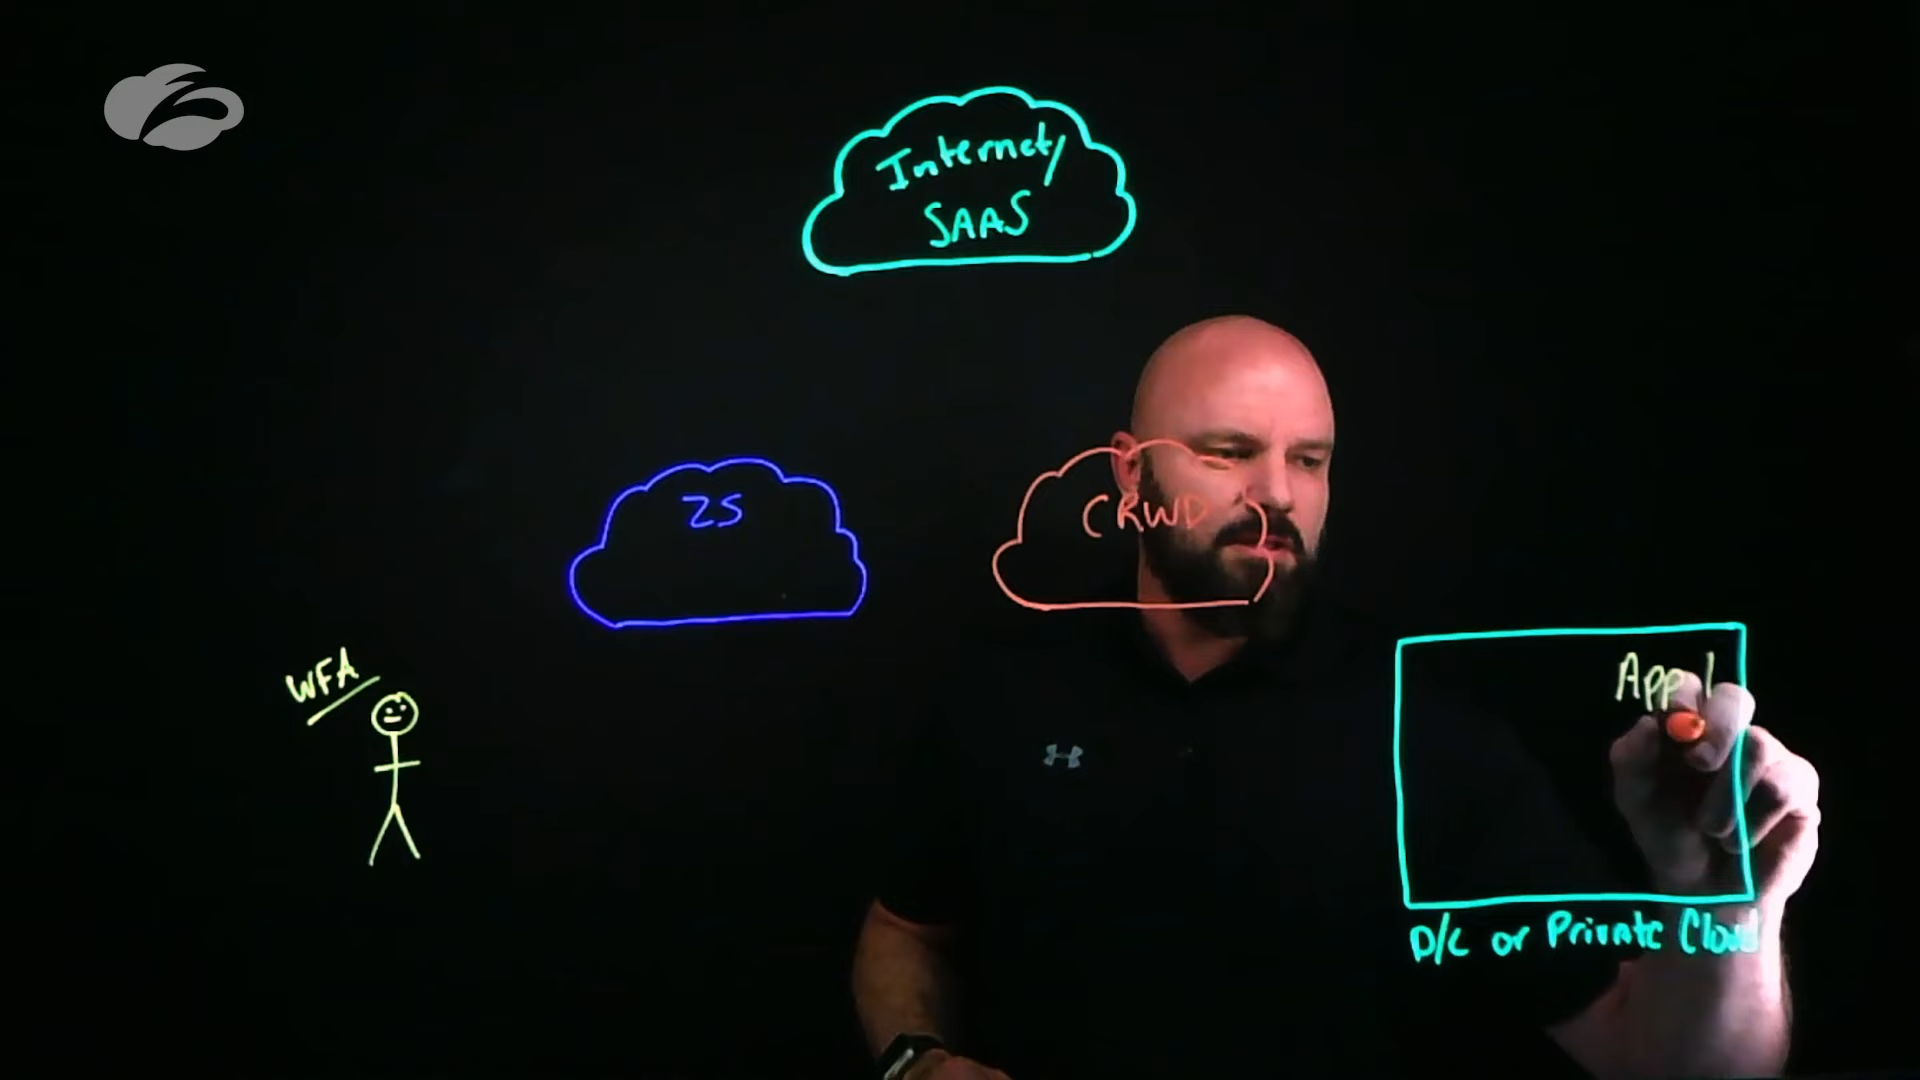 Internet/
SAAS
ZS
CRWD
WFA
App 1
D/C or Private Cloud